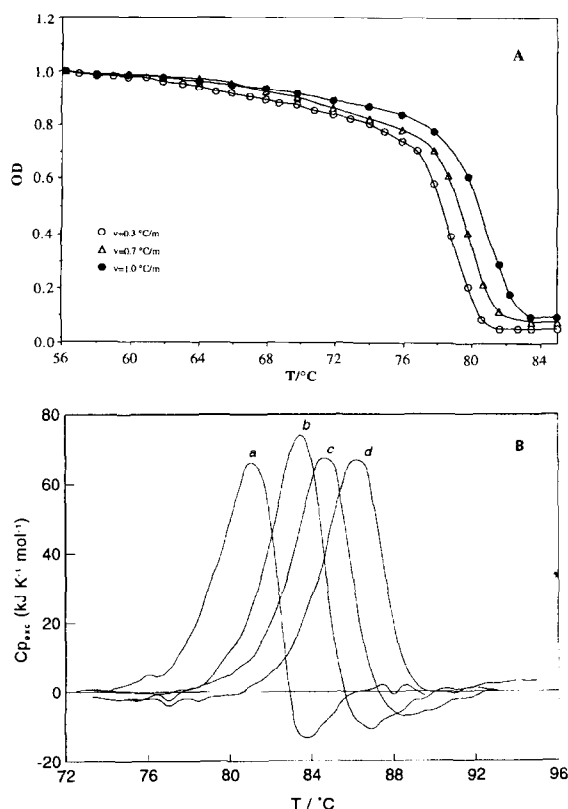 1.2
A
1.0
0.8
OD
0.6
0.4
v=0.3 °C/m
v=0.7 °C/m
v=1.0 °C/m
0.2
0.0
56 60 64 68 72 76 80 84
T/°C
80
B
a b c d
60
40
Cp exc (kJ K⁻¹ mol⁻¹)
20
0
-20
72 76 80 84 88 92 96
T / °C